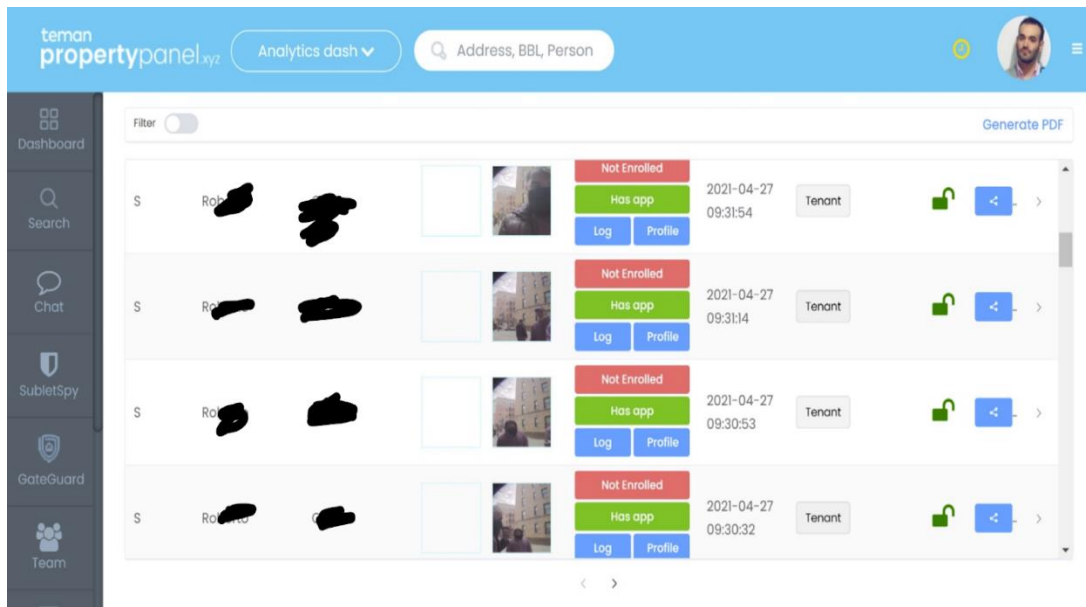 teman
propertypanel.xyz
Analytics dash
Address, BBL, Person
Dashboard
Search
Chat
SubletSpy
GateGuard
Team
Filter
Generate PDF
S
Not Enrolled
Has app
Log Profile
2021-04-27
09:31:54
Tenant
S
Not Enrolled
Has app
Log Profile
2021-04-27
09:31:14
Tenant
S
Not Enrolled
Has app
Log Profile
2021-04-27
09:30:53
Tenant
S
Not Enrolled
Has app
Log Profile
2021-04-27
09:30:32
Tenant